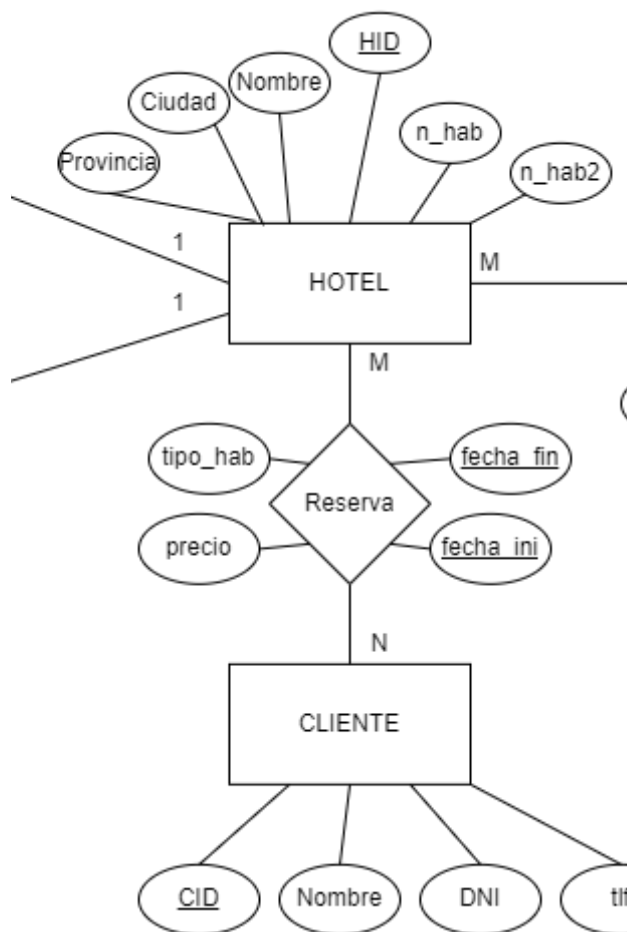 HID
Nombre
Ciudad
n_hab
Provincia
n_hab2
1
HOTEL
M
1
M
tipo_hab
fecha_fin
Reserva
precio
fecha_ini
N
CLIENTE
CID
Nombre
DNI